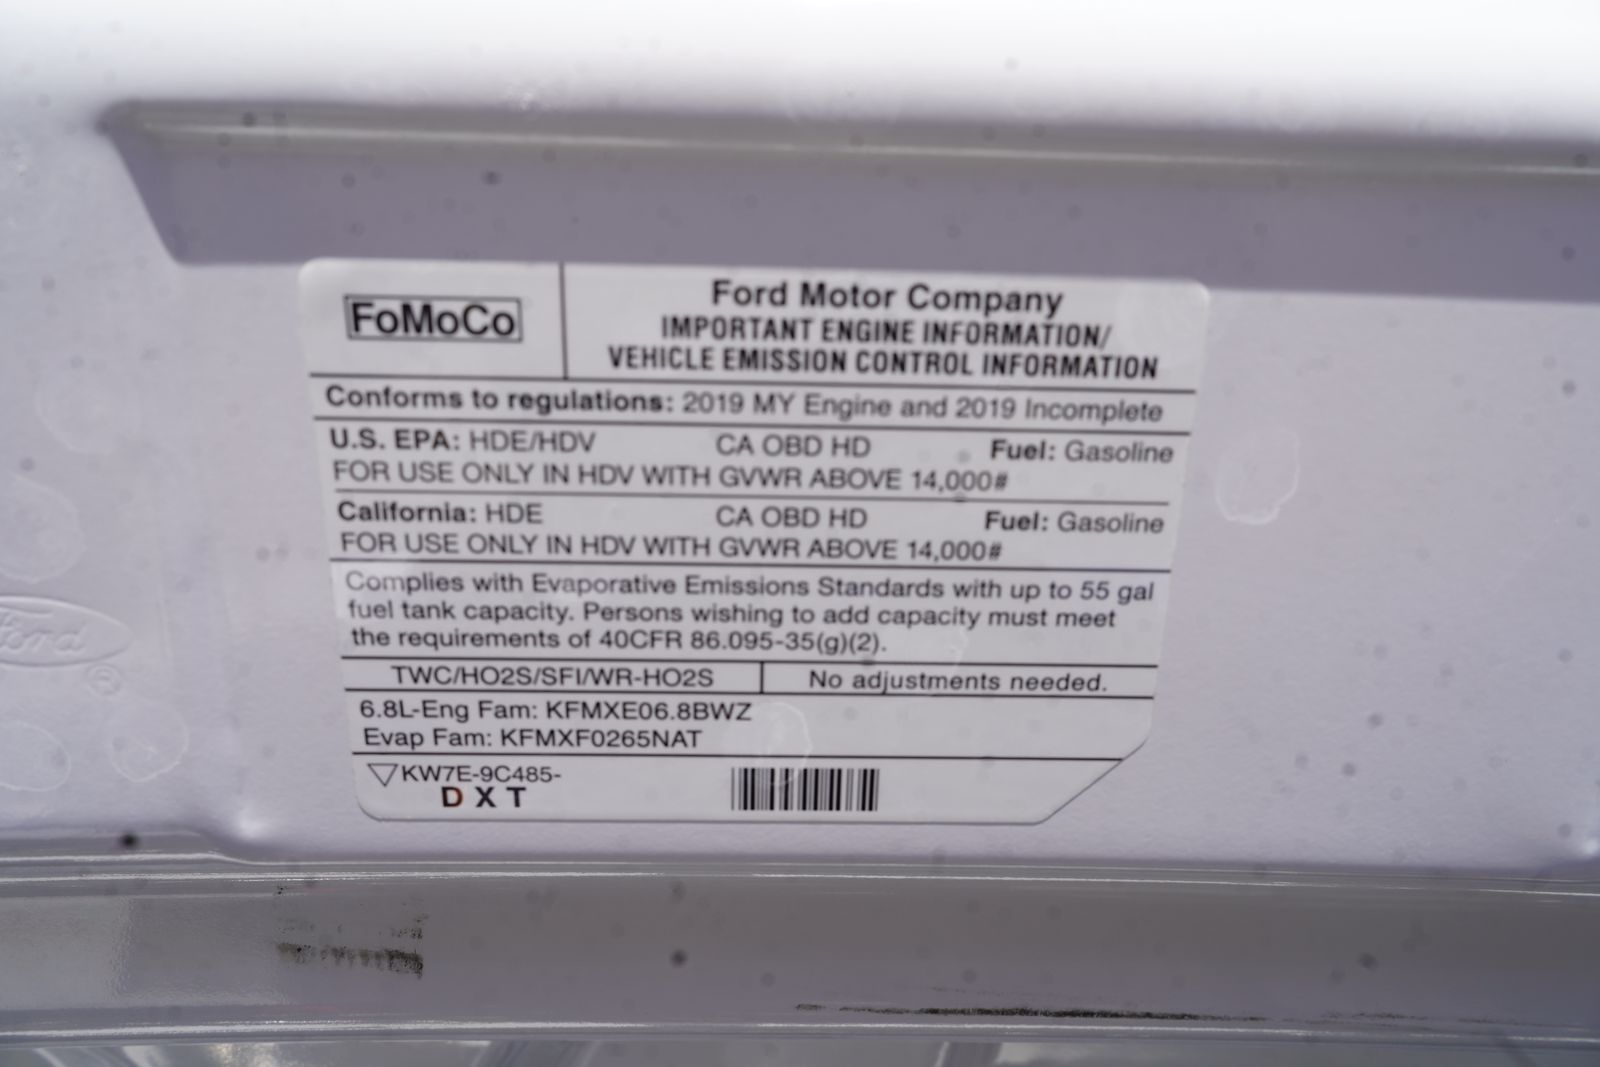 FoMoCo
Ford Motor Company
IMPORTANT ENGINE INFORMATION/
VEHICLE EMISSION CONTROL INFORMATION
Conforms to regulations: 2019 MY Engine and 2019 Incomplete
U.S. EPA: HDE/HDV CA OBD HD Fuel: Gasoline
FOR USE ONLY IN HDV WITH GVWR ABOVE 14,000#
California: HDE CA OBD HD Fuel: Gasoline
FOR USE ONLY IN HDV WITH GVWR ABOVE 14,000#
Complies with Evaporative Emissions Standards with up to 55 gal
fuel tank capacity. Persons wishing to add capacity must meet
the requirements of 40CFR 86.095-35(g)(2).
TWC/HO2S/SFI/WR-HO2S No adjustments needed.
6.8L-Eng Fam: KFMXE06.8BWZ
Evap Fam: KFMXF0265NAT
KW7E-9C485-
D X T
Ford
®